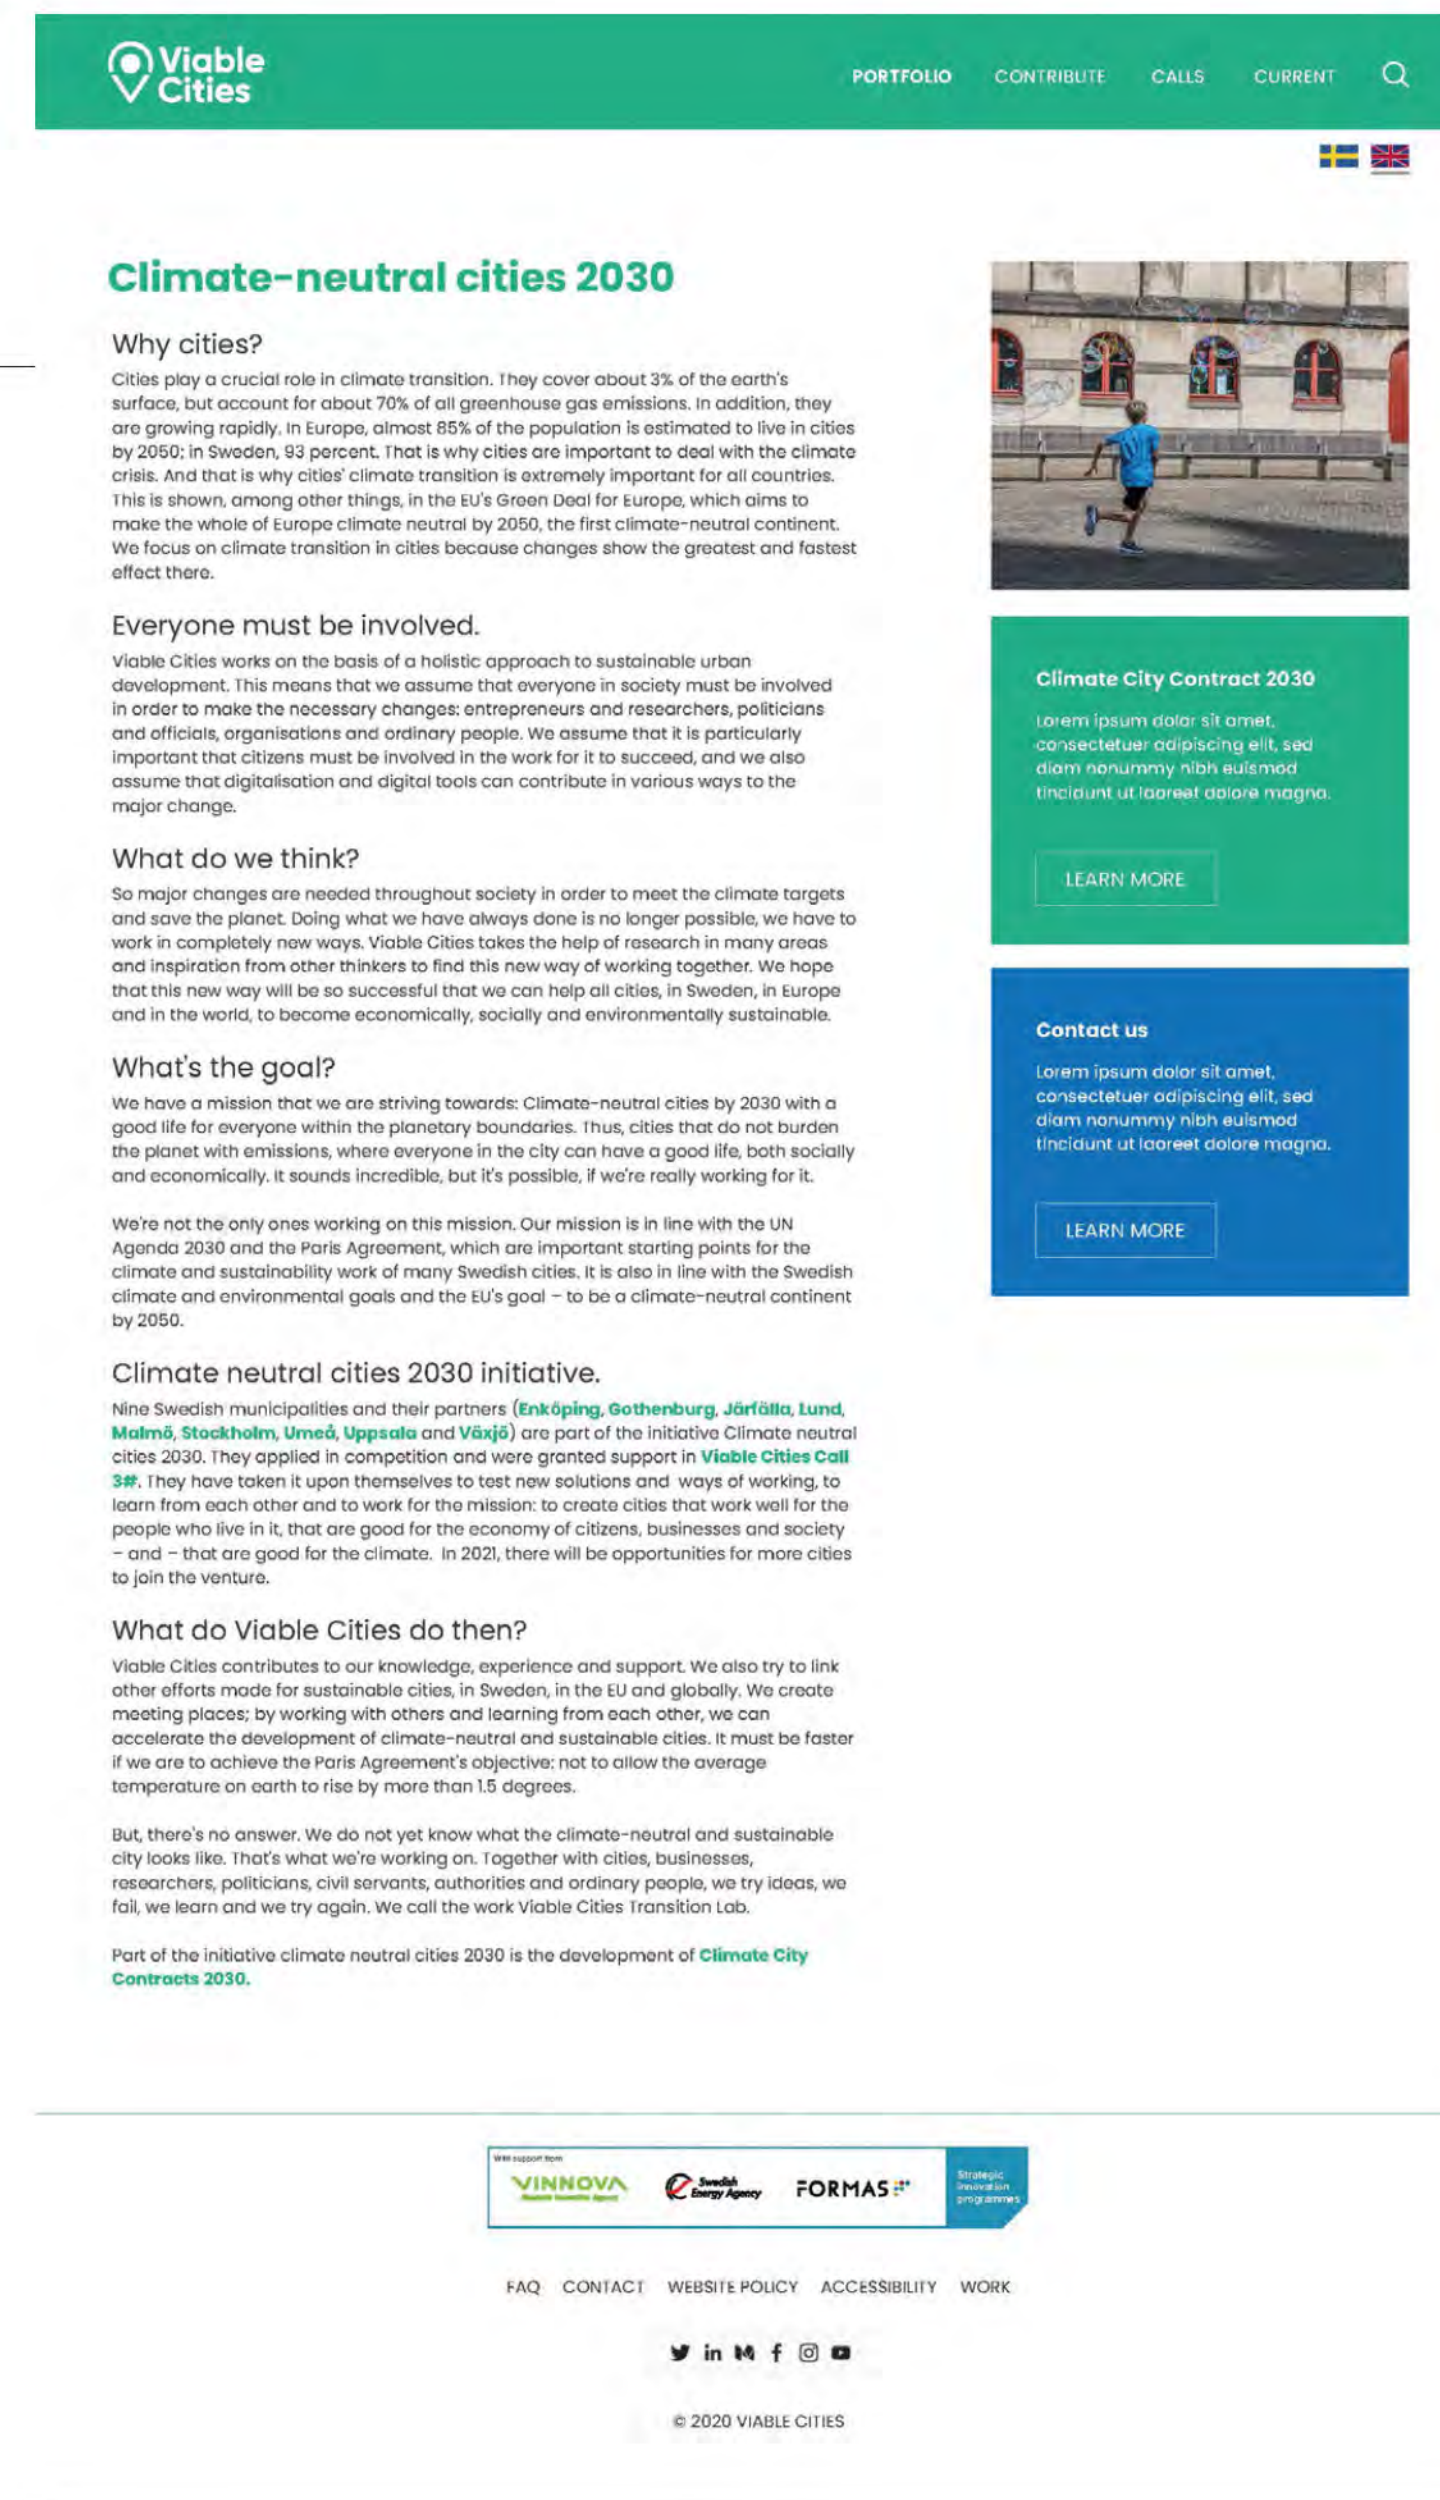 Viable
Cities
PORTFOLIO CONTRIBUTE CALLS CURRENT
Climate-neutral cities 2030
Why cities?
Cities play a crucial role in climate transition. They cover about 3% of the earth's
surface, but account for about 70% of all greenhouse gas emissions. In addition, they
are growing rapidly. In Europe, almost 85% of the population is estimated to live in cities
by 2050; in Sweden, 93 percent. That is why cities are important to deal with the climate
crisis. And that is why cities' climate transition is extremely important for all countries.
This is shown, among other things, in the EU's Green Deal for Europe, which aims to
make the whole of Europe climate neutral by 2050, the first climate-neutral continent.
We focus on climate transition in cities because changes show the greatest and fastest
effect there.
Everyone must be involved.
Viable Cities works on the basis of a holistic approach to sustainable urban
development. This means that we assume that everyone in society must be involved
in order to make the necessary changes: entrepreneurs and researchers, politicians
and officials, organisations and ordinary people. We assume that it is particularly
important that citizens must be involved in the work for it to succeed, and we also
assume that digitalisation and digital tools can contribute in various ways to the
major change.
What do we think?
So major changes are needed throughout society in order to meet the climate targets
and save the planet. Doing what we have always done is no longer possible, we have to
work in completely new ways. Viable Cities takes the help of research in many areas
and inspiration from other thinkers to find this new way of working together. We hope
that this new way will be so successful that we can help all cities, in Sweden, in Europe
and in the world, to become economically, socially and environmentally sustainable.
What's the goal?
We have a mission that we are striving towards: Climate-neutral cities by 2030 with a
good life for everyone within the planetary boundaries. Thus, cities that do not burden
the planet with emissions, where everyone in the city can have a good life, both socially
and economically. It sounds incredible, but it's possible, if we're really working for it.
We're not the only ones working on this mission. Our mission is in line with the UN
Agenda 2030 and the Paris Agreement, which are important starting points for the
climate and sustainability work of many Swedish cities. It is also in line with the Swedish
climate and environmental goals and the EU's goal – to be a climate-neutral continent
by 2050.
Climate neutral cities 2030 initiative.
Nine Swedish municipalities and their partners (Enköping, Gothenburg, Järfälla, Lund,
Malmö, Stockholm, Umeå, Uppsala and Växjö) are part of the initiative Climate neutral
cities 2030. They applied in competition and were granted support in Viable Cities Call
3#. They have taken it upon themselves to test new solutions and ways of working, to
learn from each other and to work for the mission: to create cities that work well for the
people who live in it, that are good for the economy of citizens, businesses and society
– and – that are good for the climate. In 2021, there will be opportunities for more cities
to join the venture.
What do Viable Cities do then?
Viable Cities contributes to our knowledge, experience and support. We also try to link
other efforts made for sustainable cities, in Sweden, in the EU and globally. We create
meeting places; by working with others and learning from each other, we can
accelerate the development of climate-neutral and sustainable cities. It must be faster
if we are to achieve the Paris Agreement's objective: not to allow the average
temperature on earth to rise by more than 1.5 degrees.
But, there's no answer. We do not yet know what the climate-neutral and sustainable
city looks like. That's what we're working on. Together with cities, businesses,
researchers, politicians, civil servants, authorities and ordinary people, we try ideas, we
fail, we learn and we try again. We call the work Viable Cities Transition Lab.
Part of the initiative climate neutral cities 2030 is the development of Climate City
Contracts 2030.
Climate City Contract 2030
Lorem ipsum dolor sit amet,
consectetuer adipiscing elit, sed
diam nonummy nibh euismod
tincidunt ut laoreet dolore magna.
LEARN MORE
Contact us
Lorem ipsum dolor sit amet,
consectetuer adipiscing elit, sed
diam nonummy nibh euismod
tincidunt ut laoreet dolore magna.
LEARN MORE
With support from
VINNOVA
Swedish
Energy Agency
FORMAS
Strategic
innovation
programmes
FAQ CONTACT WEBSITE POLICY ACCESSIBILITY WORK
© 2020 VIABLE CITIES